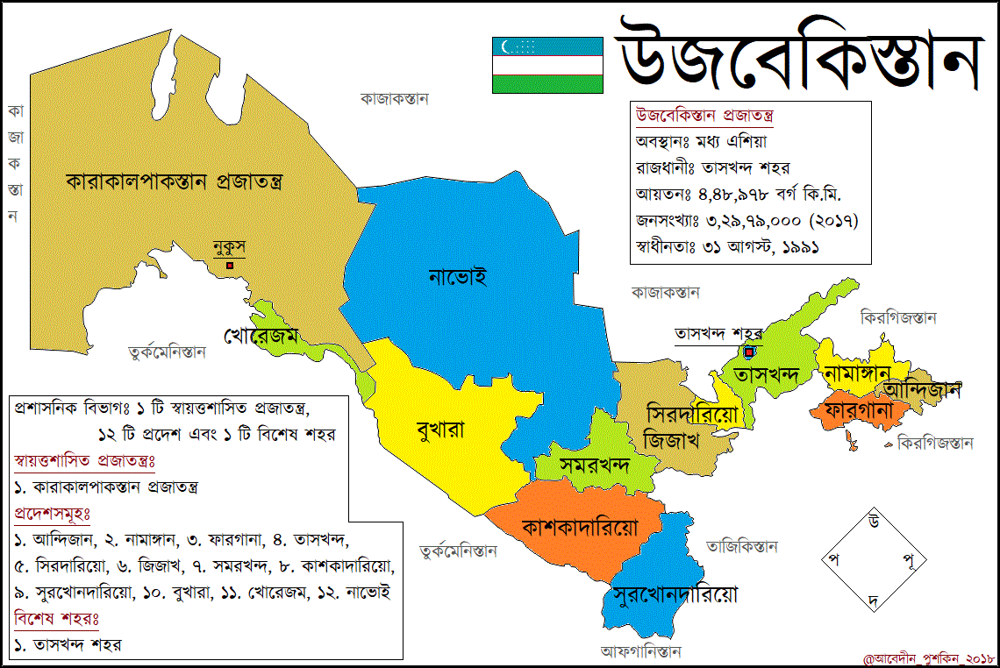 উজবেকিস্তান
উজবেকিস্তান প্রজাতন্ত্র
অবস্থানঃ মধ্য এশিয়া
রাজধানীঃ তাসখন্দ শহর
আয়তনঃ ৪,৪৮,৯৭৮ বর্গ কি.মি.
জনসংখ্যাঃ ৩,২৯,৭৯,০০০ (২০১৭)
স্বাধীনতাঃ ৩১ আগস্ট, ১৯৯১
কাজাকস্তান
কাজাকস্তান
কারাকালপাকস্তান প্রজাতন্ত্র
নুকুস
নাভোই
কাজাকস্তান
কিরগিজস্তান
তাসখন্দ শহর
খোরেজম
তুর্কমেনিস্তান
তাসখন্দ
নামাঙ্গান
আন্দিজান
ফারগানা
সিরদারিয়ো
জিজাখ
বুখারা
কিরগিজস্তান
সমরখন্দ
কাশকাদারিয়ো
তুর্কমেনিস্তান
তাজিকিস্তান
সুরখোনদারিয়ো
আফগানিস্তান
উ
প
পূ
দ
প্রশাসনিক বিভাগঃ ১ টি স্বায়ত্তশাসিত প্রজাতন্ত্র,
১২ টি প্রদেশ এবং ১ টি বিশেষ শহর
স্বায়ত্তশাসিত প্রজাতন্ত্রঃ
১. কারাকালপাকস্তান প্রজাতন্ত্র
প্রদেশসমূহঃ
১. আন্দিজান, ২. নামাঙ্গান, ৩. ফারগানা, ৪. তাসখন্দ,
৫. সিরদারিয়ো, ৬. জিজাখ, ৭. সমরখন্দ, ৮. কাশকাদারিয়ো,
৯. সুরখোনদারিয়ো, ১০. বুখারা, ১১. খোরেজম, ১২. নাভোই
বিশেষ শহরঃ
১. তাসখন্দ শহর
@আবেদীন_পুশকিন_২০১৮